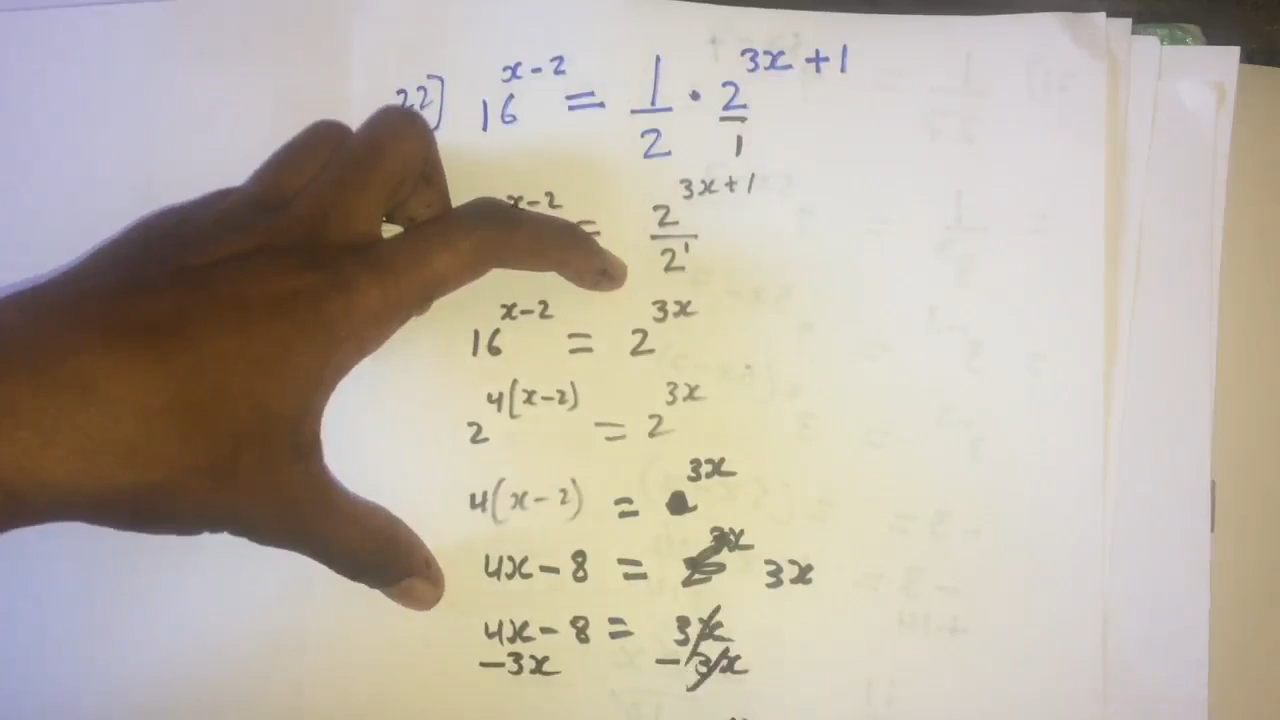 22] 16^(x-2) = 1/2 · 2^(3x+1)/1
^(x-2) = 2^(3x+1)/2^1
16^(x-2) = 2^(3x)
2^(4(x-2)) = 2^(3x)
4(x-2) = 3x
4x-8 = 3x
4x-8 = 3x
-3x -3x